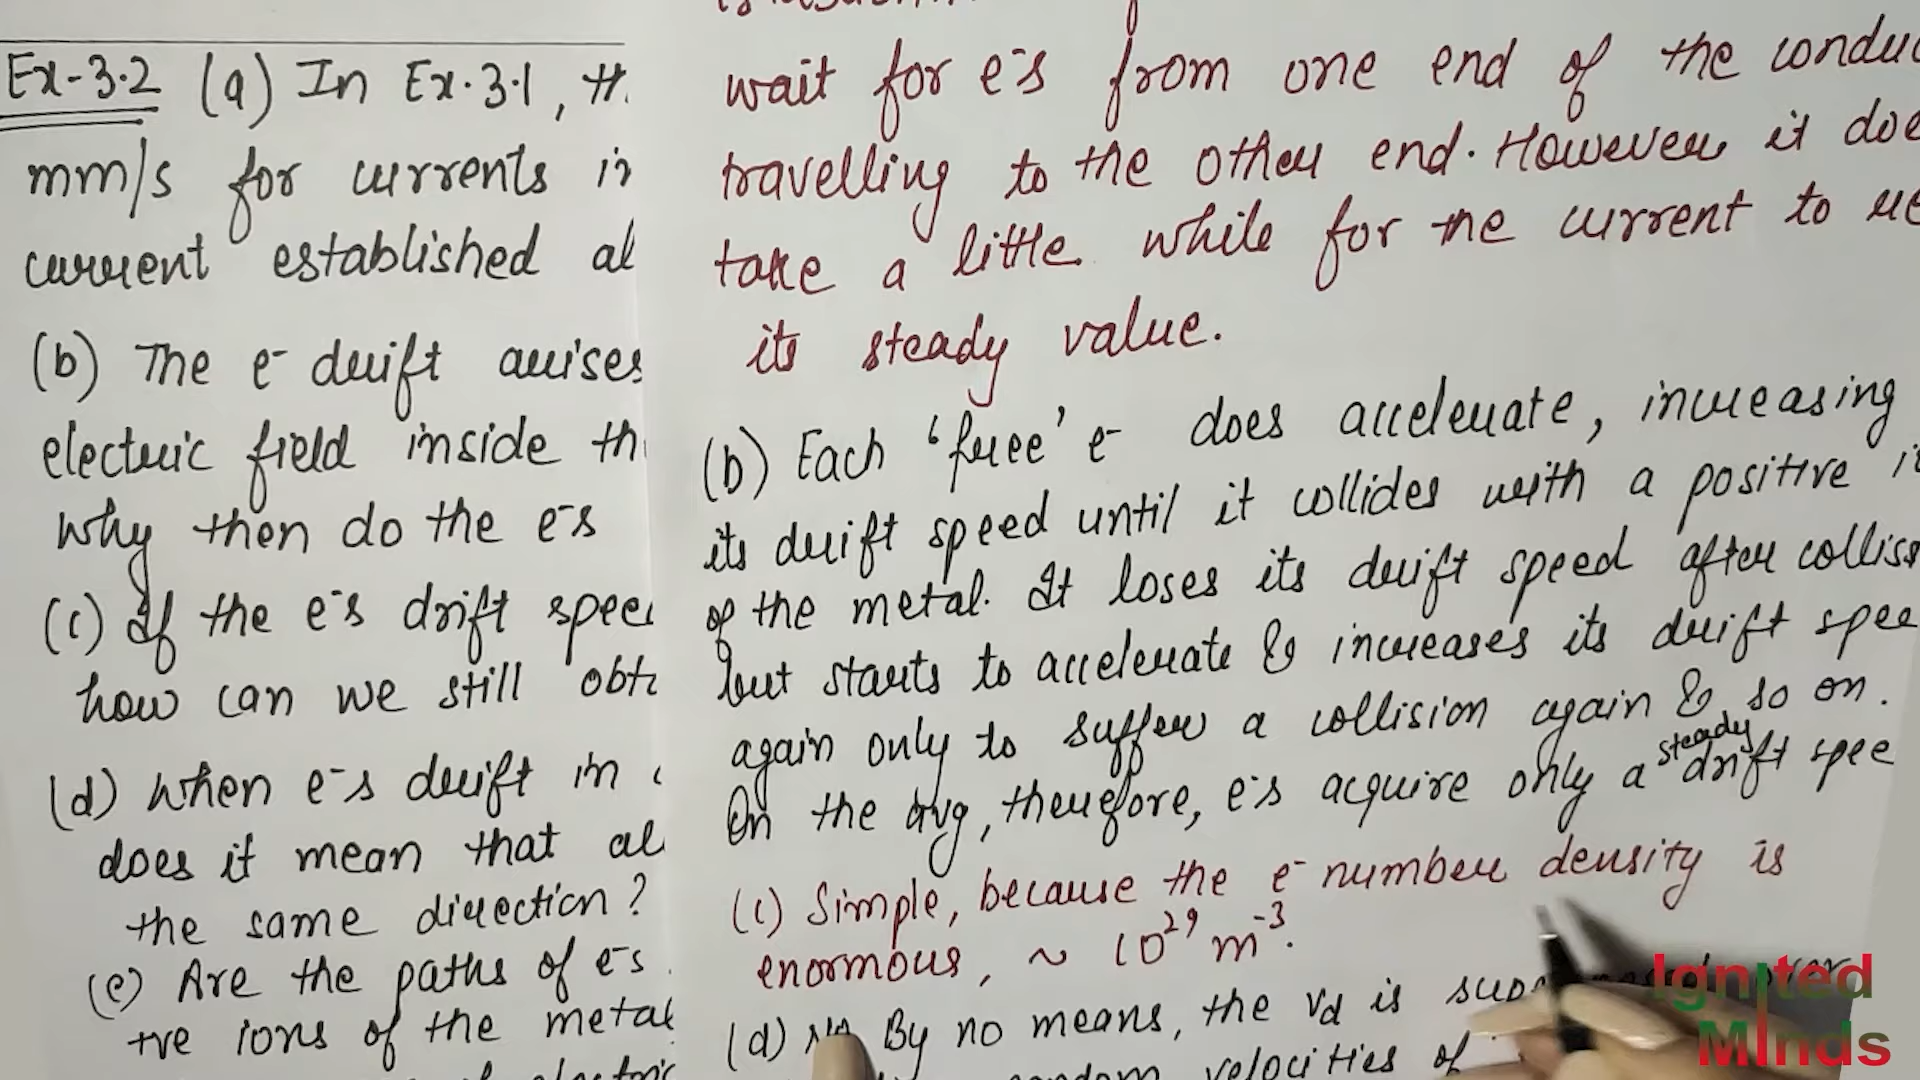 Ex-3.2 (a) In Ex.3.1, th
mm/s for currents in
current established al
(b) The e⁻ drift arises
electric field inside th
why then do the e⁻s
(c) If the e⁻s drift spee
how can we still obt
(d) When e⁻s drift in
does it mean that al
the same direction?
(e) Are the paths of e⁻s
+ve ions of the metal
wait for e⁻s from one end of the conduc
travelling to the other end. However it doe
take a little while for the current to re
its steady value.
(b) Each 'free' e⁻ does accelerate, increasing
its drift speed until it collides with a positive i
of the metal. It loses its drift speed after collis
but starts to accelerate & increases its drift spee
again only to suffer a collision again & so on.
On the avg, therefore, e⁻s acquire only a steady drift spee
(c) Simple, because the e⁻ number density is
enormous, ~ 10²⁹ m⁻³.
(d) By no means, the vd is
velocities of
Ignited
Minds